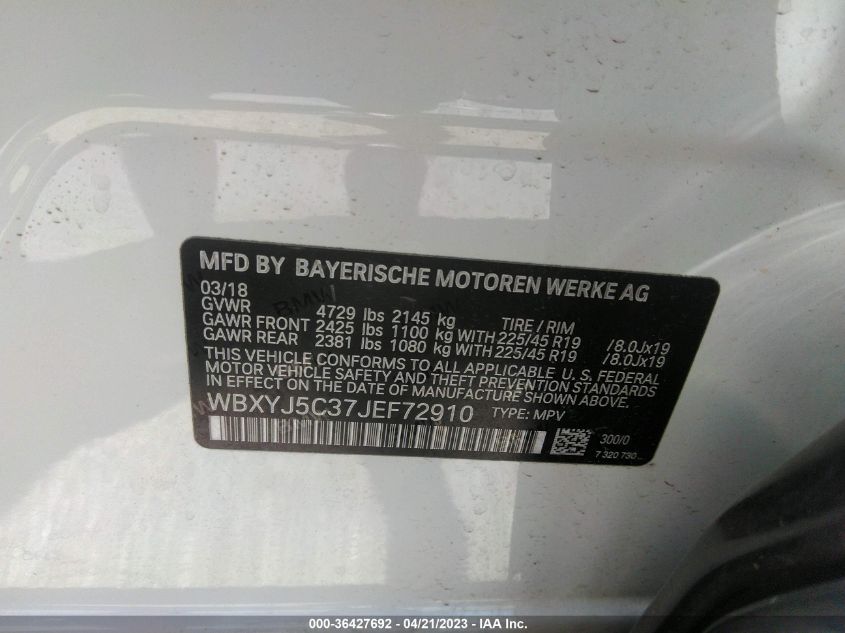 MFD BY BAYERISCHE MOTOREN WERKE AG
03/18
GVWR 4729 lbs 2145 kg TIRE / RIM
GAWR FRONT 2425 lbs 1100 kg WITH 225/45 R19 /8.0Jx19
GAWR REAR 2381 lbs 1080 kg WITH 225/45 R19 /8.0Jx19
THIS VEHICLE CONFORMS TO ALL APPLICABLE U. S. FEDERAL
MOTOR VEHICLE SAFETY AND THEFT PREVENTION STANDARDS
IN EFFECT ON THE DATE OF MANUFACTURE SHOWN ABOVE.
WBXYJ5C37JEF72910 TYPE: MPV
300/0
7 320 730
000-36427692 - 04/21/2023 - IAA Inc.